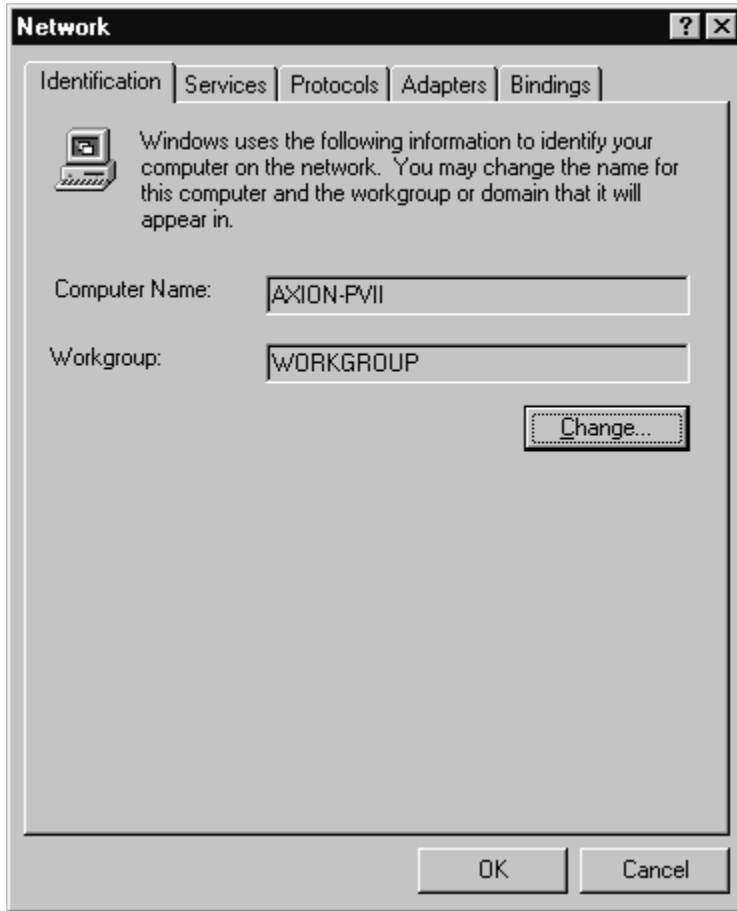 Network
Identification Services Protocols Adapters Bindings
Windows uses the following information to identify your
computer on the network. You may change the name for
this computer and the workgroup or domain that it will
appear in.
Computer Name: AXION-PVII
Workgroup: WORKGROUP
Change...
OK Cancel